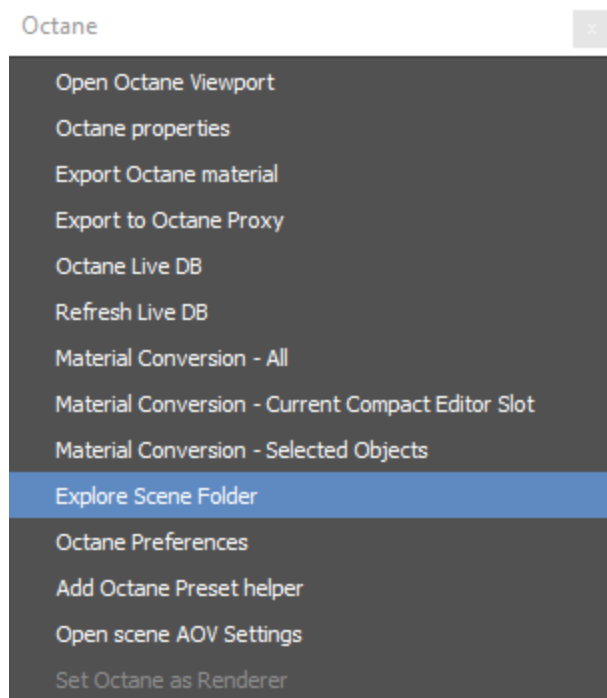 Octane
Open Octane Viewport
Octane properties
Export Octane material
Export to Octane Proxy
Octane Live DB
Refresh Live DB
Material Conversion - All
Material Conversion - Current Compact Editor Slot
Material Conversion - Selected Objects
Explore Scene Folder
Octane Preferences
Add Octane Preset helper
Open scene AOV Settings
Set Octane as Renderer